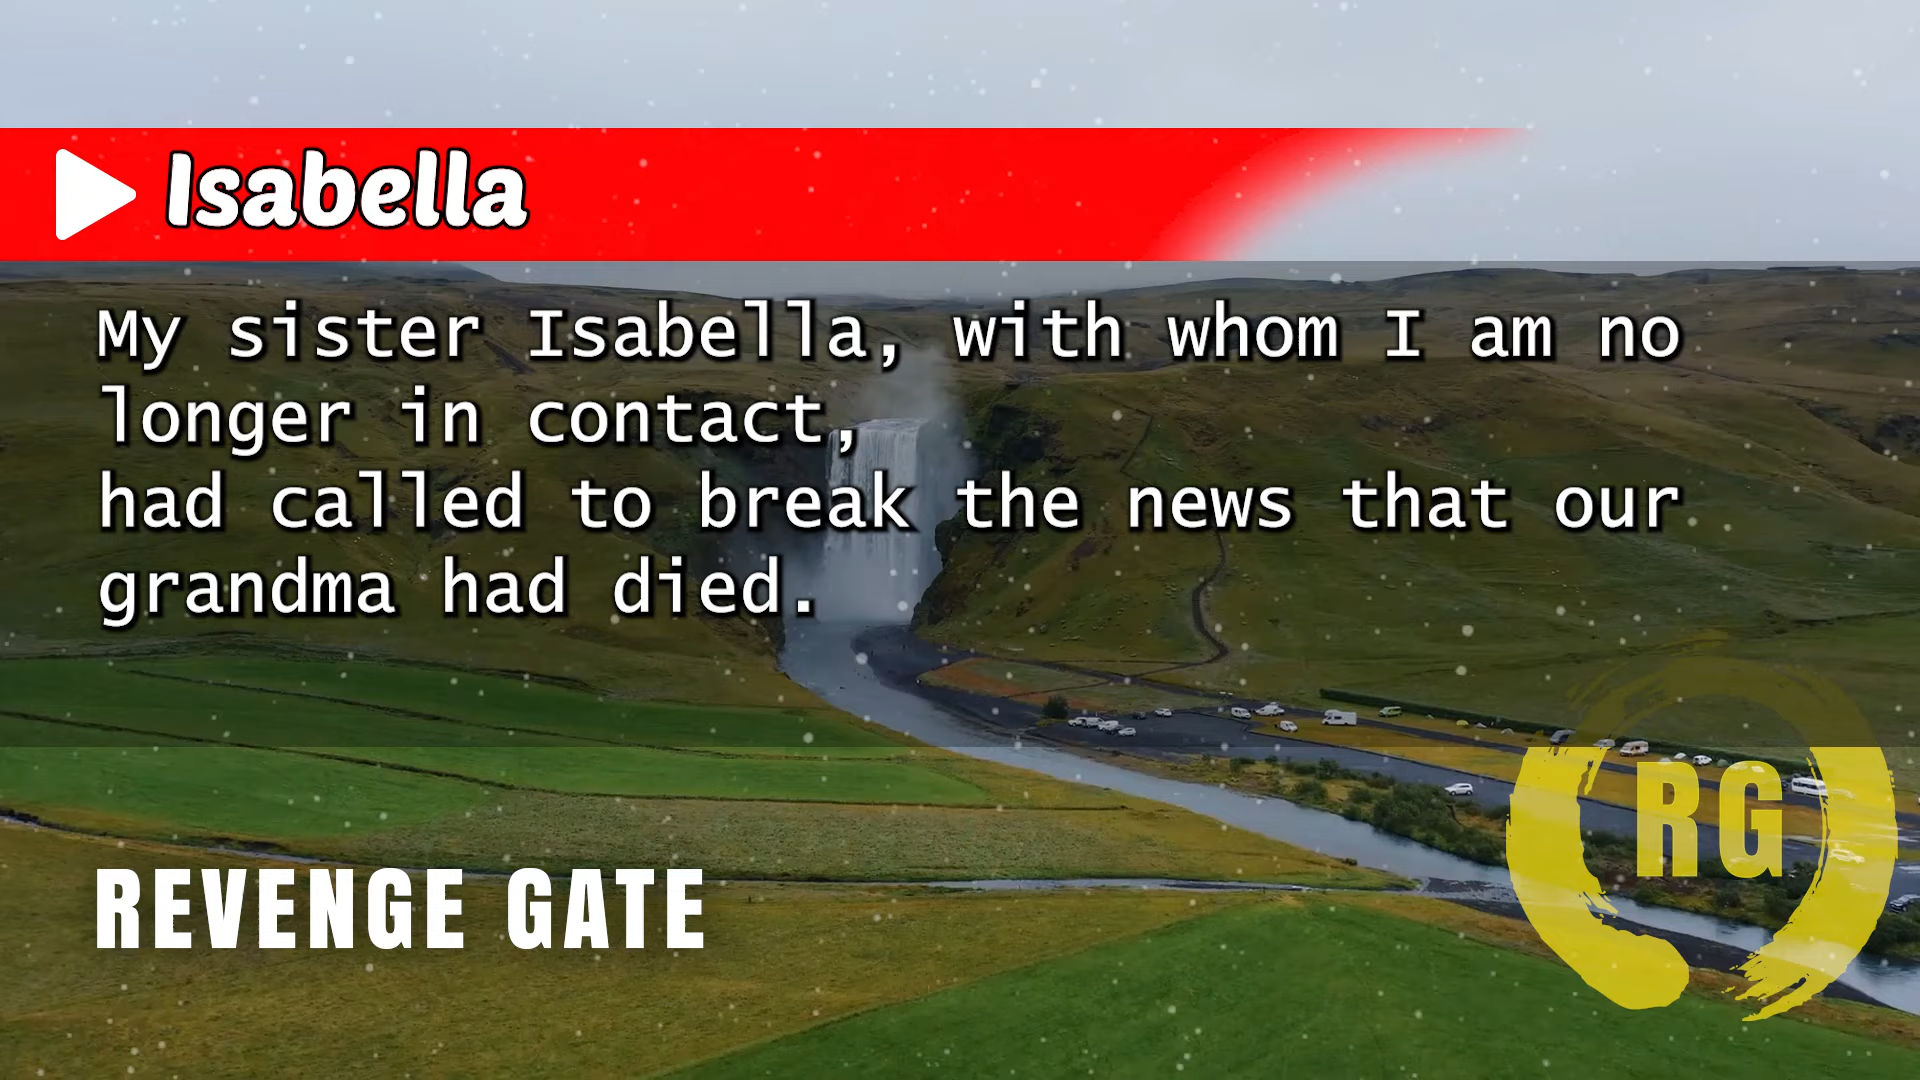 Isabella
My sister Isabella, with whom I am no
longer in contact,
had called to break the news that our
grandma had died.
RG
REVENGE GATE